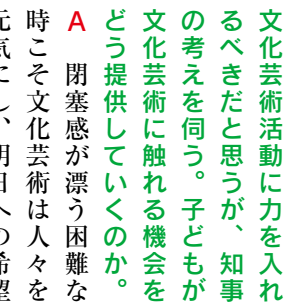 文化芸術活動に力を入れ
るべきだと思うが、知事
の考えを伺う。子どもが
文化芸術に触れる機会を
どう提供していくのか。
A　閉塞感が漂う困難な
時こそ文化芸術は人々を
元気にし、明日への希望